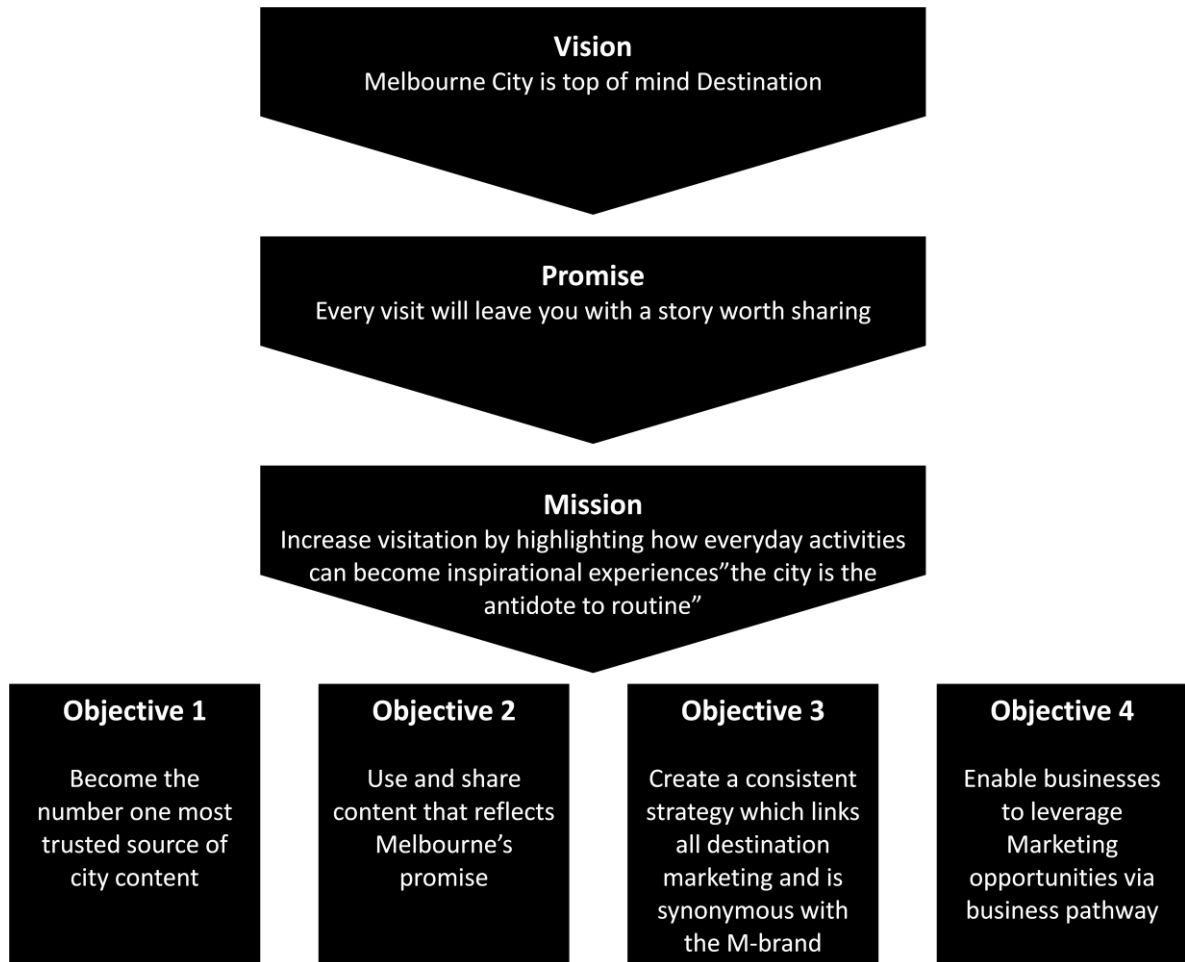 Vision
Melbourne City is top of mind Destination
Promise
Every visit will leave you with a story worth sharing
Mission
Increase visitation by highlighting how everyday activities
can become inspirational experiences”the city is the
antidote to routine”
Objective 1
Become the
number one most
trusted source of
city content
Objective 2
Use and share
content that reflects
Melbourne’s
promise
Objective 3
Create a consistent
strategy which links
all destination
marketing and is
synonymous with
the M-brand
Objective 4
Enable businesses
to leverage
Marketing
opportunities via
business pathway